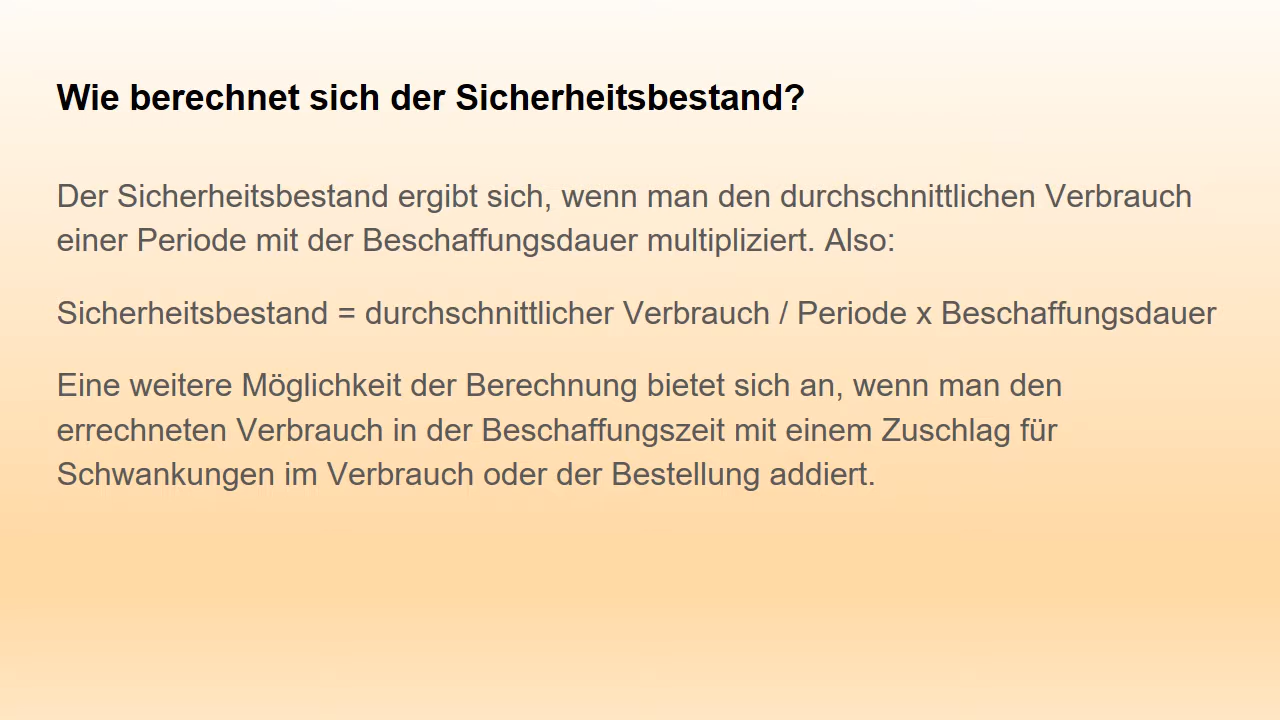 Wie berechnet sich der Sicherheitsbestand?
Der Sicherheitsbestand ergibt sich, wenn man den durchschnittlichen Verbrauch
einer Periode mit der Beschaffungsdauer multipliziert. Also:
Sicherheitsbestand = durchschnittlicher Verbrauch / Periode x Beschaffungsdauer
Eine weitere Möglichkeit der Berechnung bietet sich an, wenn man den
errechneten Verbrauch in der Beschaffungszeit mit einem Zuschlag für
Schwankungen im Verbrauch oder der Bestellung addiert.